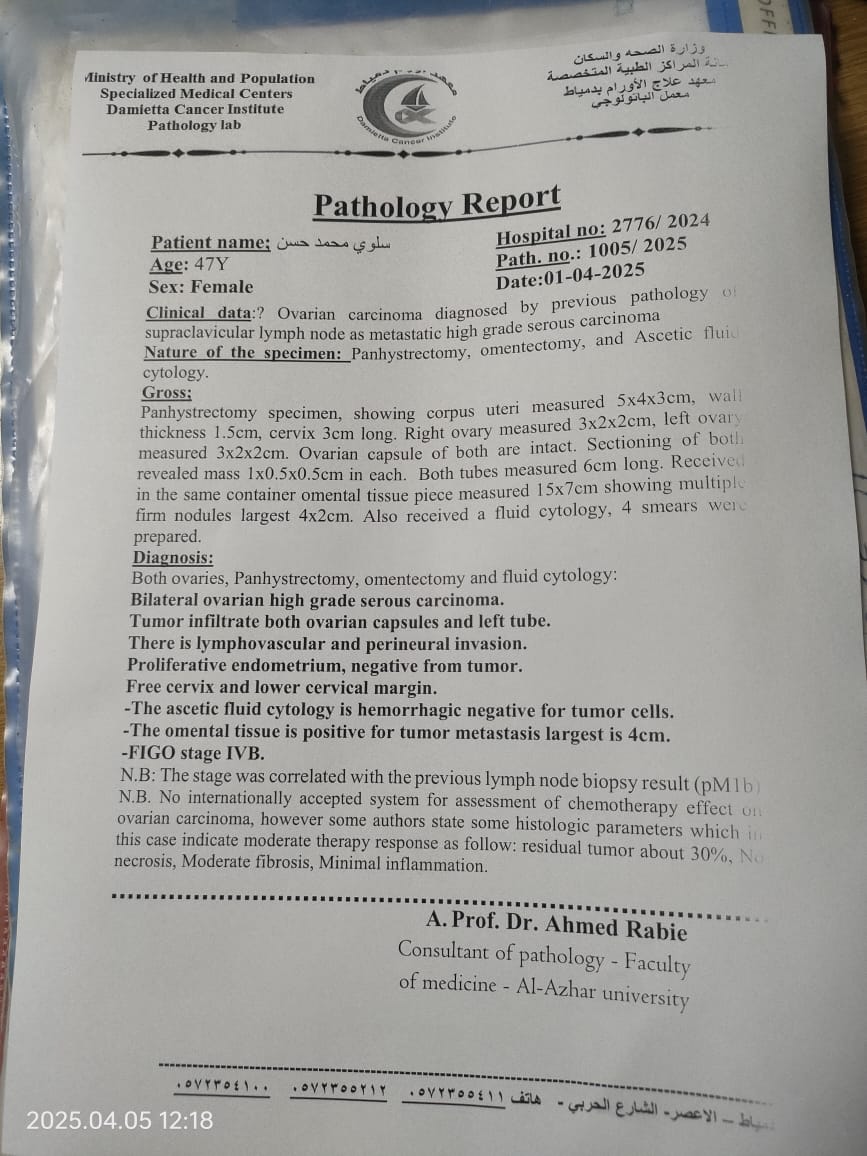 Ministry of Health and Population
Specialized Medical Centers
Damietta Cancer Institute
Pathology lab
Damietta Cancer Institute
وزارة الصحه والسكان
المراكز الطبية المتخصصة
معهد علاج الأورام بدمياط
معمل الباثولوجي
Pathology Report
Patient name: سلوي محمد حسن
Age: 47Y
Sex: Female
Hospital no: 2776/ 2024
Path. no.: 1005/ 2025
Date:01-04-2025
Clinical data:? Ovarian carcinoma diagnosed by previous pathology of
supraclavicular lymph node as metastatic high grade serous carcinoma
Nature of the specimen: Panhystrectomy, omentectomy, and Ascetic fluid
cytology.
Gross:
Panhystrectomy specimen, showing corpus uteri measured 5x4x3cm, wall
thickness 1.5cm, cervix 3cm long. Right ovary measured 3x2x2cm, left ovary
measured 3x2x2cm. Ovarian capsule of both are intact. Sectioning of both
revealed mass 1x0.5x0.5cm in each. Both tubes measured 6cm long. Received
in the same container omental tissue piece measured 15x7cm showing multiple
firm nodules largest 4x2cm. Also received a fluid cytology, 4 smears were
prepared.
Diagnosis:
Both ovaries, Panhystrectomy, omentectomy and fluid cytology:
Bilateral ovarian high grade serous carcinoma.
Tumor infiltrate both ovarian capsules and left tube.
There is lymphovascular and perineural invasion.
Proliferative endometrium, negative from tumor.
Free cervix and lower cervical margin.
-The ascetic fluid cytology is hemorrhagic negative for tumor cells.
-The omental tissue is positive for tumor metastasis largest is 4cm.
-FIGO stage IVB.
N.B: The stage was correlated with the previous lymph node biopsy result (pM1b)
N.B. No internationally accepted system for assessment of chemotherapy effect on
ovarian carcinoma, however some authors state some histologic parameters which in
this case indicate moderate therapy response as follow: residual tumor about 30%, No
necrosis, Moderate fibrosis, Minimal inflammation.
A. Prof. Dr. Ahmed Rabie
Consultant of pathology - Faculty
of medicine - Al-Azhar university
الاعصر- الشارع الحربي - هاتف ٠٥٧٢٣٥٥٤١١ ٠٥٧٢٣٥٥٢١٢ ٠٥٧٢٣٥٤١٠٠
2025.04.05 12:18